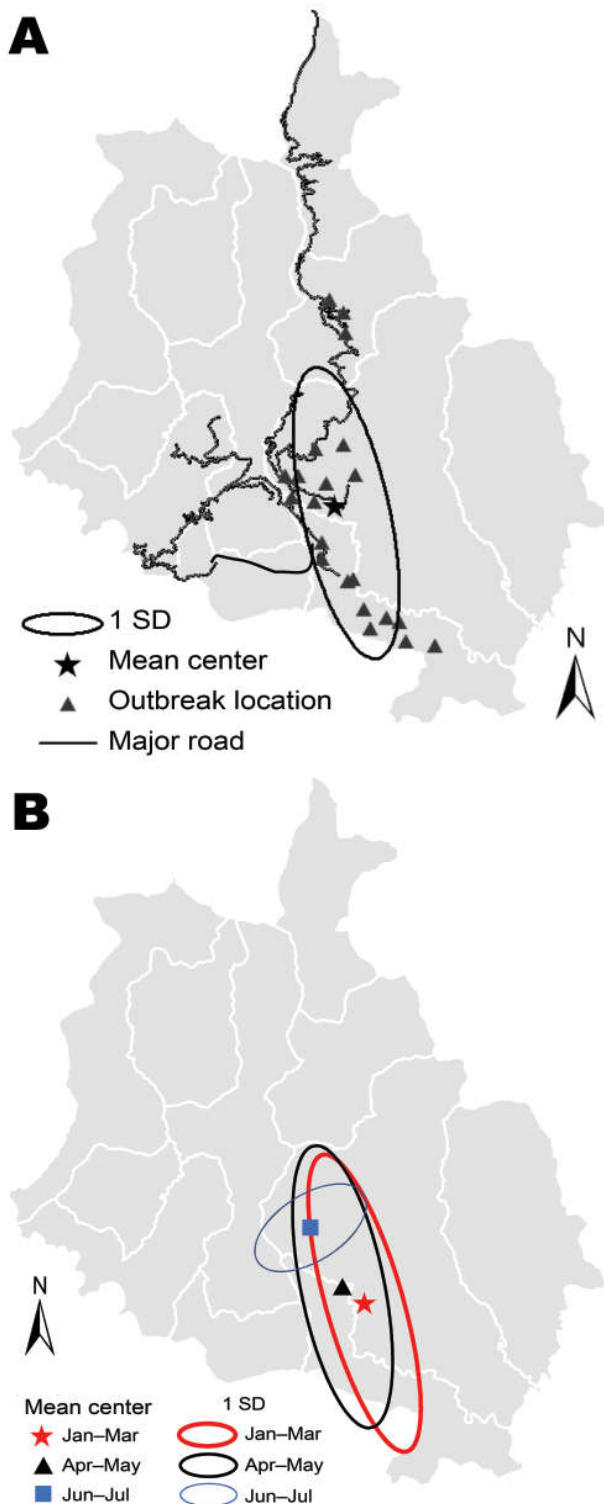 A
1 SD
Mean center
Outbreak location
Major road
N
B
N
Mean center 1 SD
Jan–Mar Jan–Mar
Apr–May Apr–May
Jun–Jul Jun–Jul